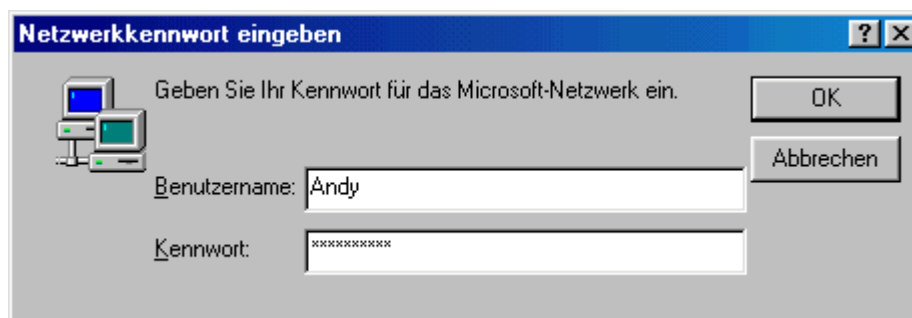 Netzwerkkennwort eingeben
Geben Sie Ihr Kennwort für das Microsoft-Netzwerk ein.
OK
Abbrechen
Benutzername: Andy
Kennwort: **********